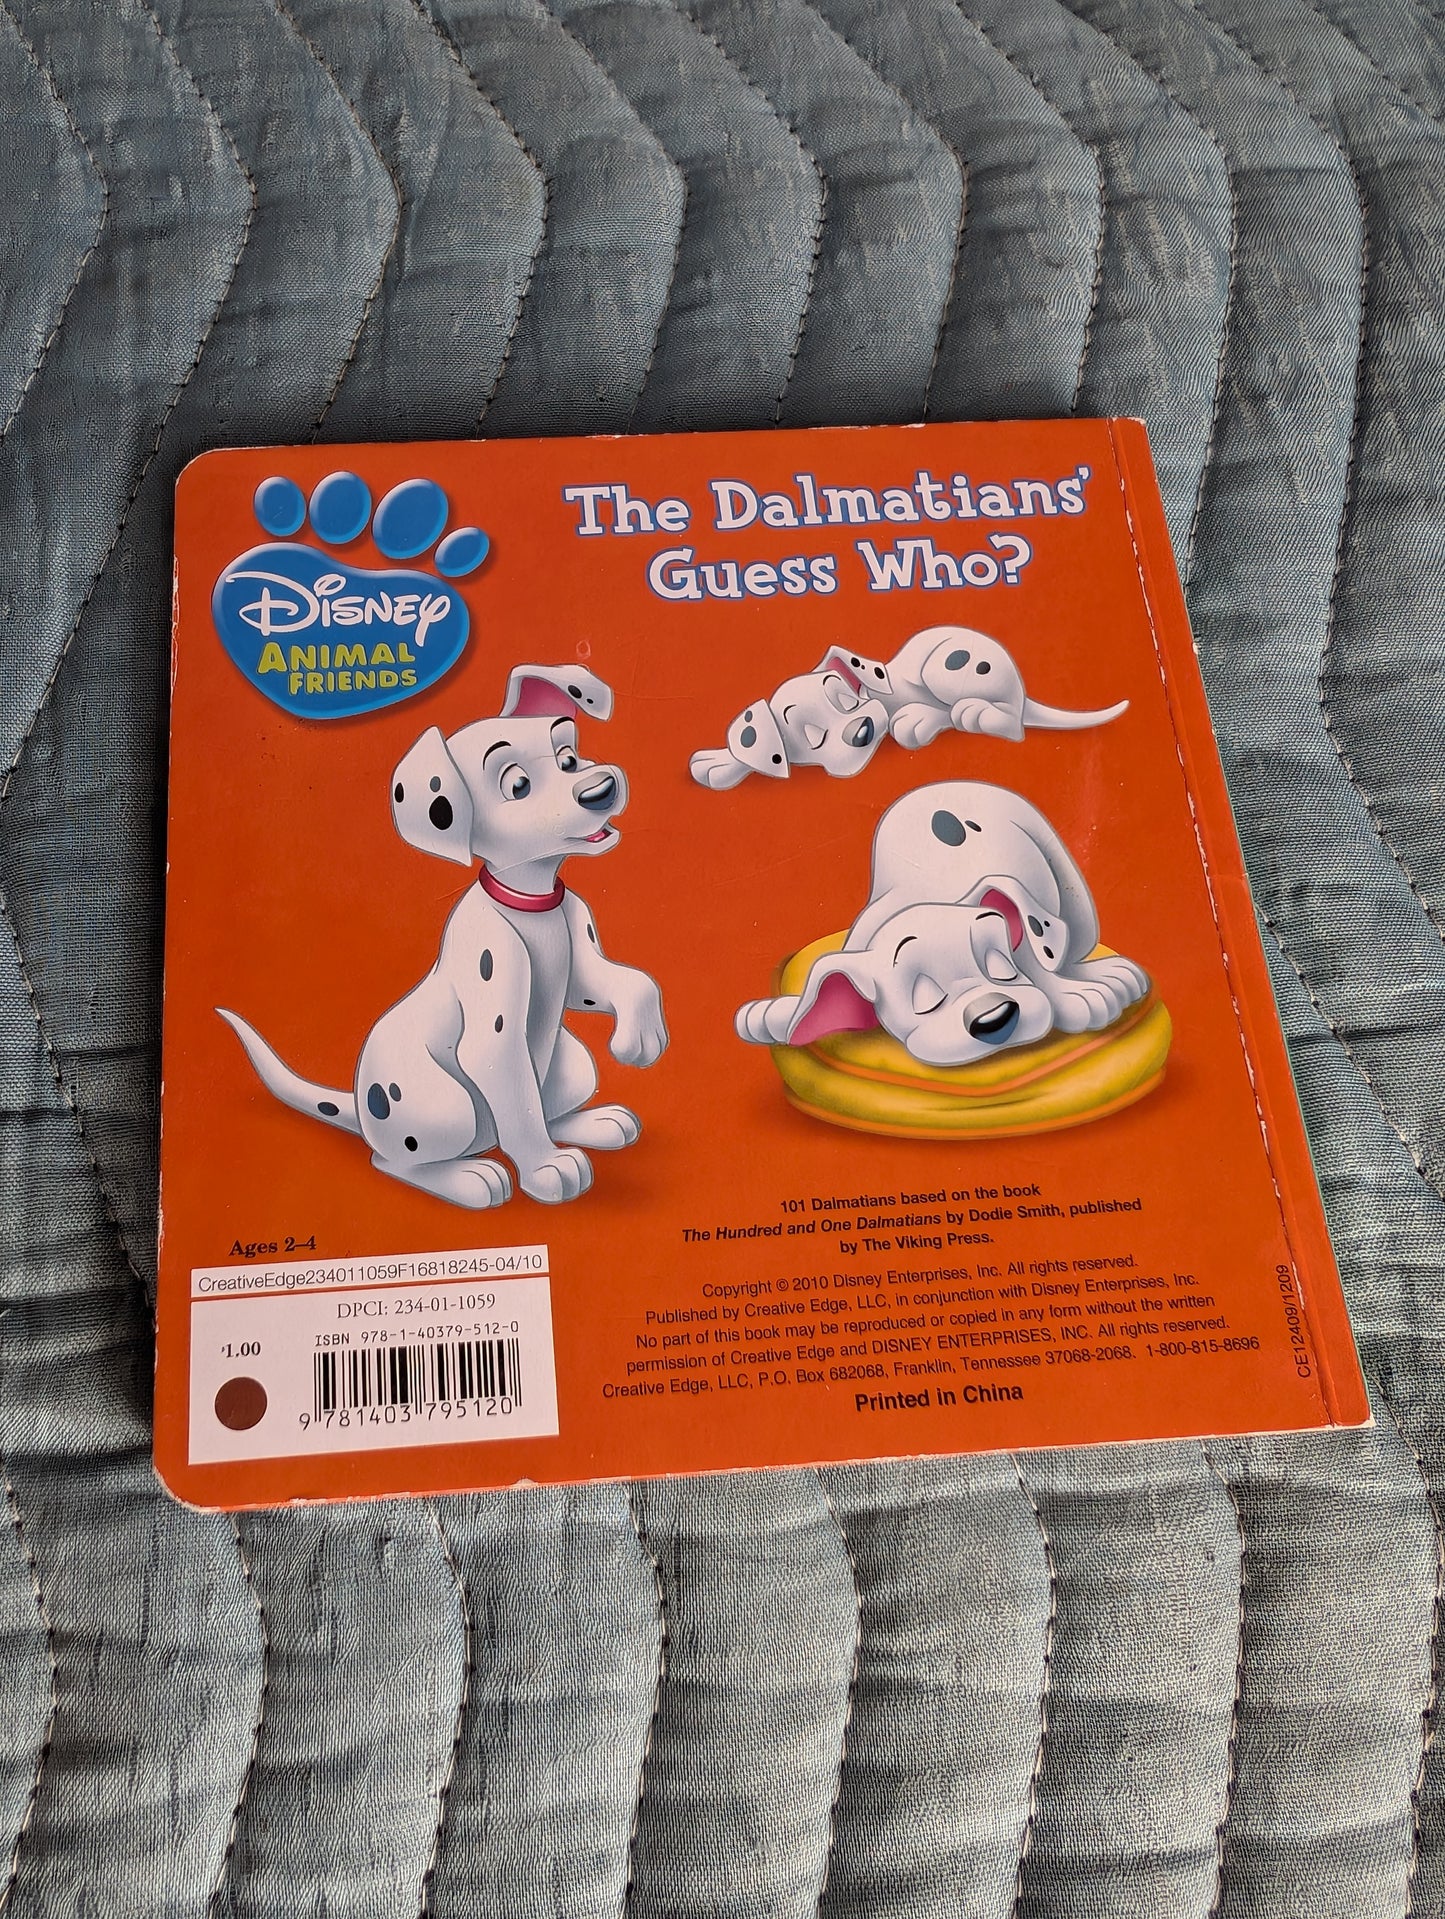 The Dalmatians'
Guess Who?
Disney
ANIMAL
FRIENDS
101 Dalmatians based on the book
The Hundred and One Dalmatians by Dodie Smith, published
by The Viking Press.
Copyright © 2010 Disney Enterprises, Inc. All rights reserved.
Published by Creative Edge, LLC, in conjunction with Disney Enterprises, Inc.
No part of this book may be reproduced or copied in any form without the written
permission of Creative Edge and DISNEY ENTERPRISES, INC. All rights reserved.
Creative Edge, LLC, P.O. Box 682068, Franklin, Tennessee 37068-2068. 1-800-815-8696
Printed in China
CE12409/1209
Ages 2–4
CreativeEdge234011059F16818245-04/10
DPCI: 234-01-1059
ISBN 978-1-40379-512-0
$1.00
9 781403 795120